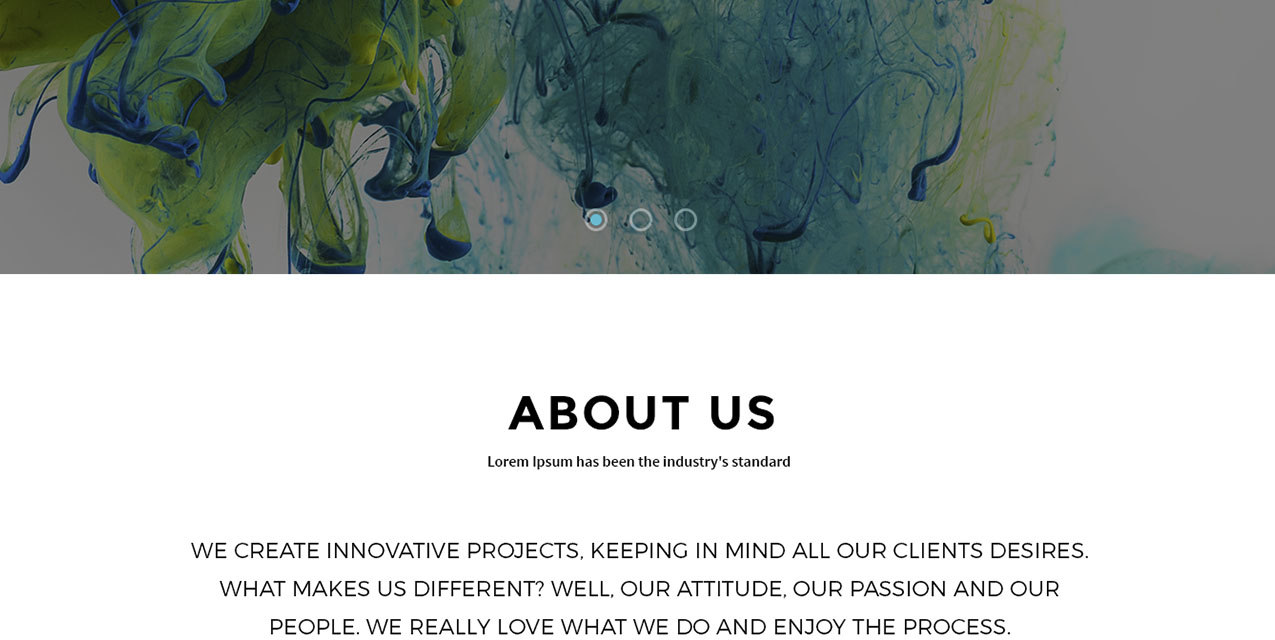 ABOUT US
Lorem Ipsum has been the industry's standard
WE CREATE INNOVATIVE PROJECTS, KEEPING IN MIND ALL OUR CLIENTS DESIRES.
WHAT MAKES US DIFFERENT? WELL, OUR ATTITUDE, OUR PASSION AND OUR
PEOPLE. WE REALLY LOVE WHAT WE DO AND ENJOY THE PROCESS.